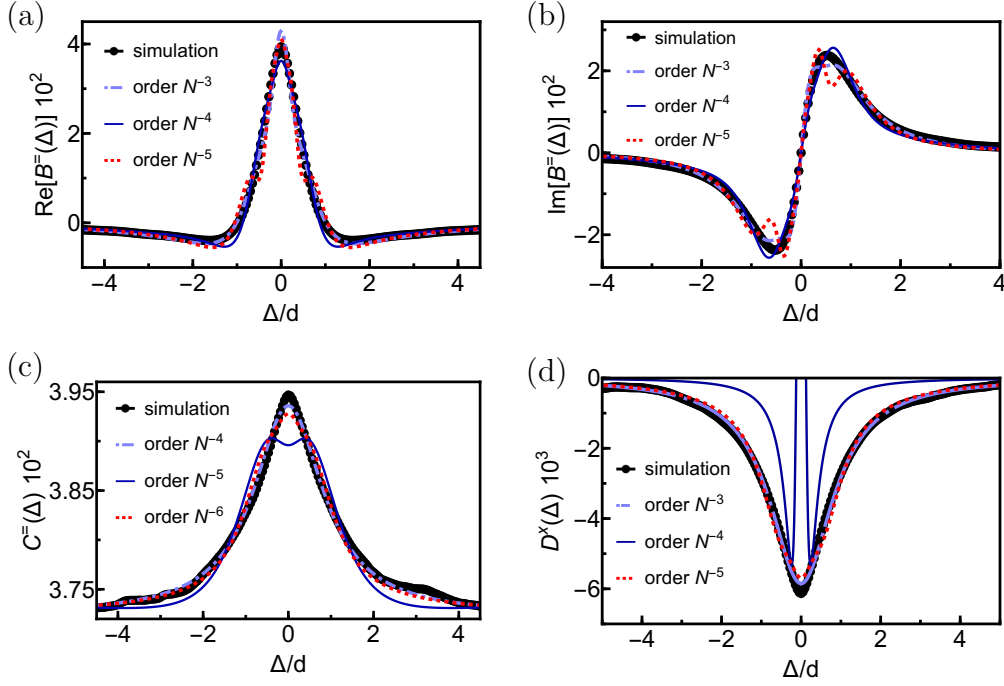 (a)
Re[B⁼(Δ)] 10²
simulation
order N⁻³
order N⁻⁴
order N⁻⁵
4
2
0
−4 −2 0 2 4
Δ/d
(b)
Im[B⁼(Δ)] 10²
simulation
order N⁻³
order N⁻⁴
order N⁻⁵
2
0
−2
−4 −2 0 2 4
Δ/d
(c)
C⁼(Δ) 10²
simulation
order N⁻⁴
order N⁻⁵
order N⁻⁶
3.95
3.85
3.75
−4 −2 0 2 4
Δ/d
(d)
Dˣ(Δ) 10³
simulation
order N⁻³
order N⁻⁴
order N⁻⁵
0
−2
−4
−6
−4 −2 0 2 4
Δ/d